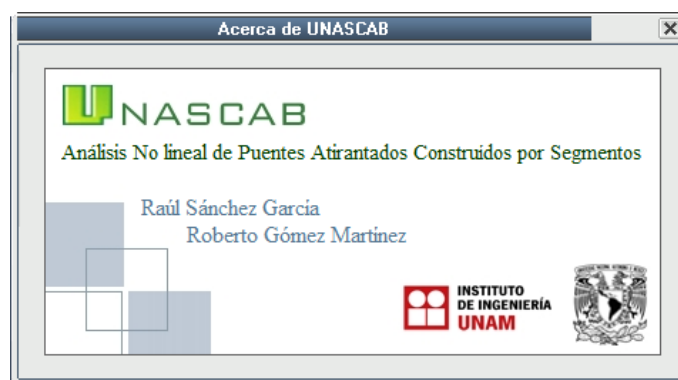 Acerca de UNASCAB
UNASCAB
Análisis No lineal de Puentes Atirantados Construidos por Segmentos
Raúl Sánchez García
Roberto Gómez Martínez
INSTITUTO
DE INGENIERÍA
UNAM